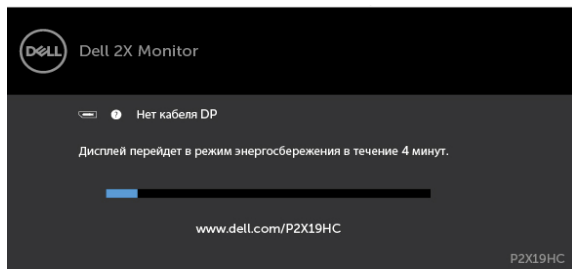 DELL
Dell 2X Monitor
? Нет кабеля DP
Дисплей перейдет в режим энергосбережения в течение 4 минут.
www.dell.com/P2X19HC
P2X19HC